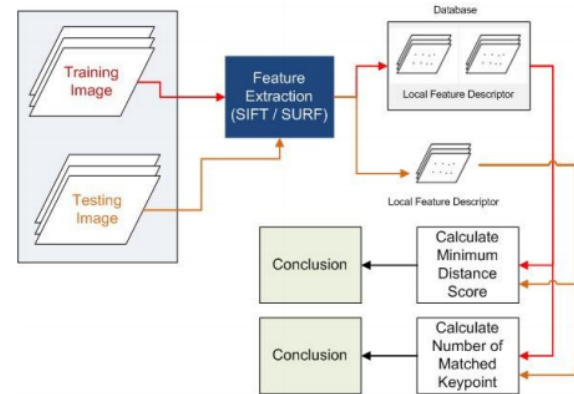 Database
Training
Image
Feature
Extraction
(SIFT / SURF)
Local Feature Descriptor
Testing
Image
Local Feature Descriptor
Conclusion
Calculate
Minimum
Distance
Score
Conclusion
Calculate
Number of
Matched
Keypoint